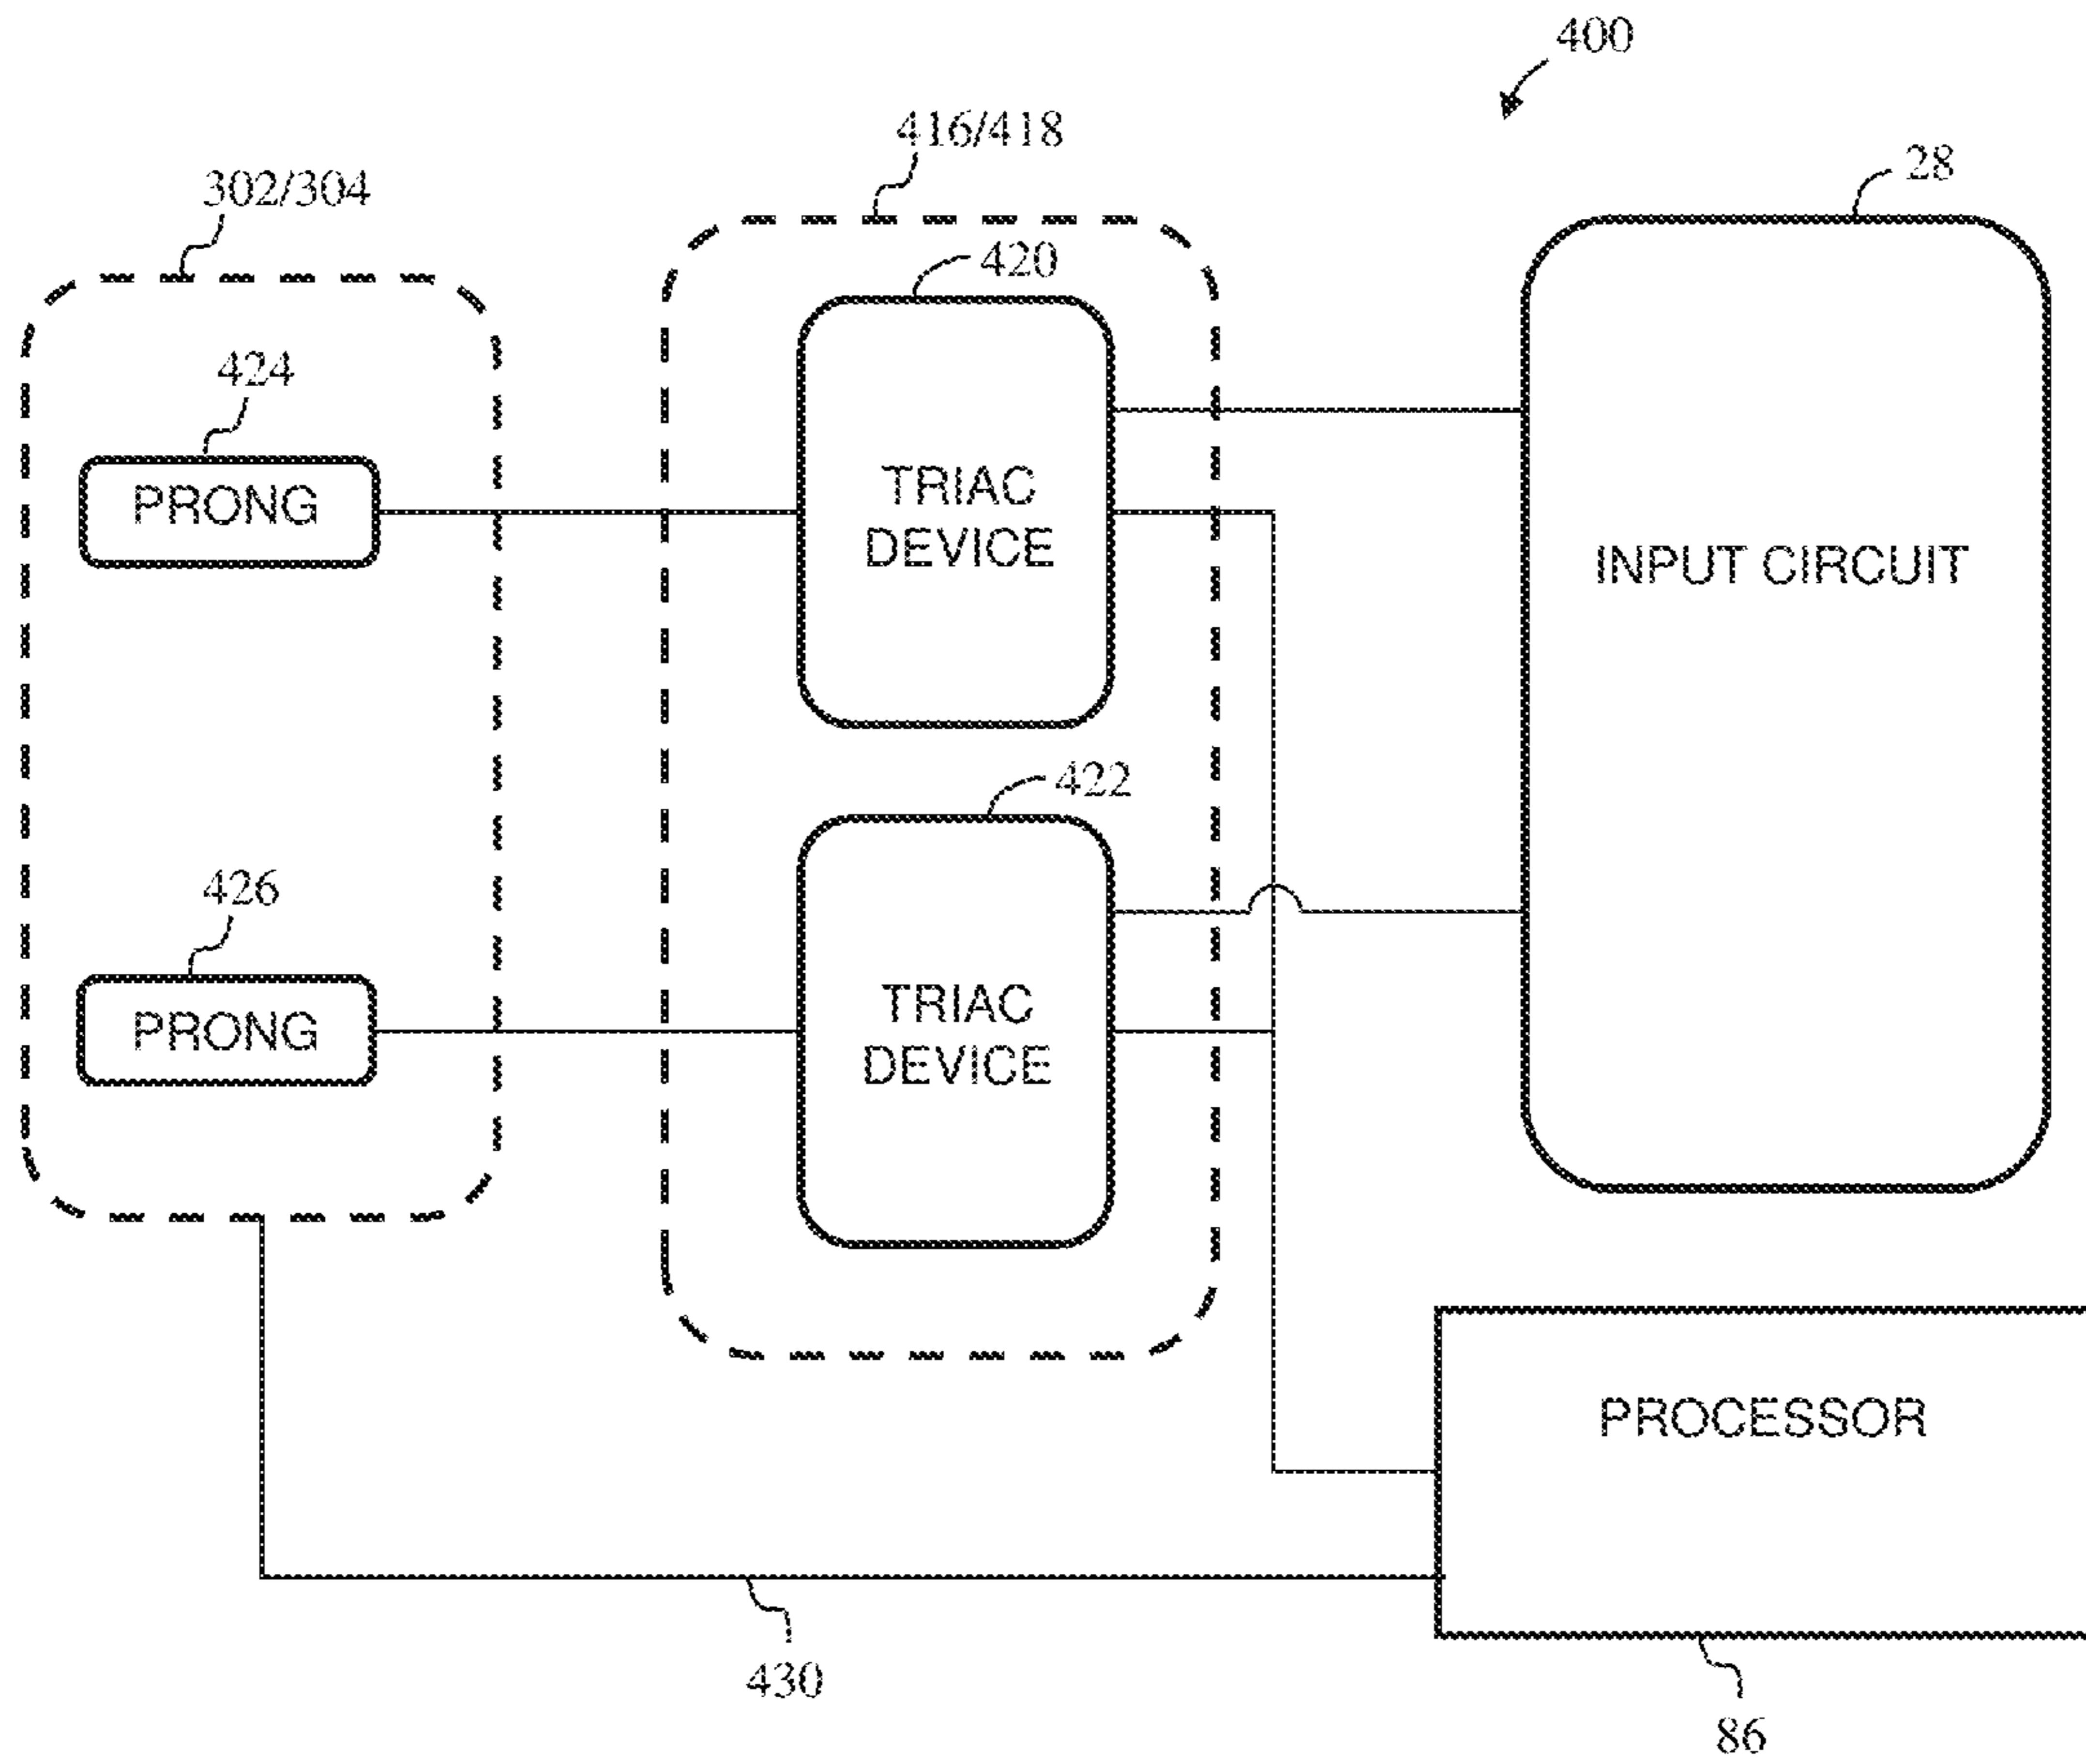 400
416/418
28
302/304
420
424
PRONG
TRIAC
DEVICE
INPUT CIRCUIT
422
426
PRONG
TRIAC
DEVICE
PROCESSOR
430
86